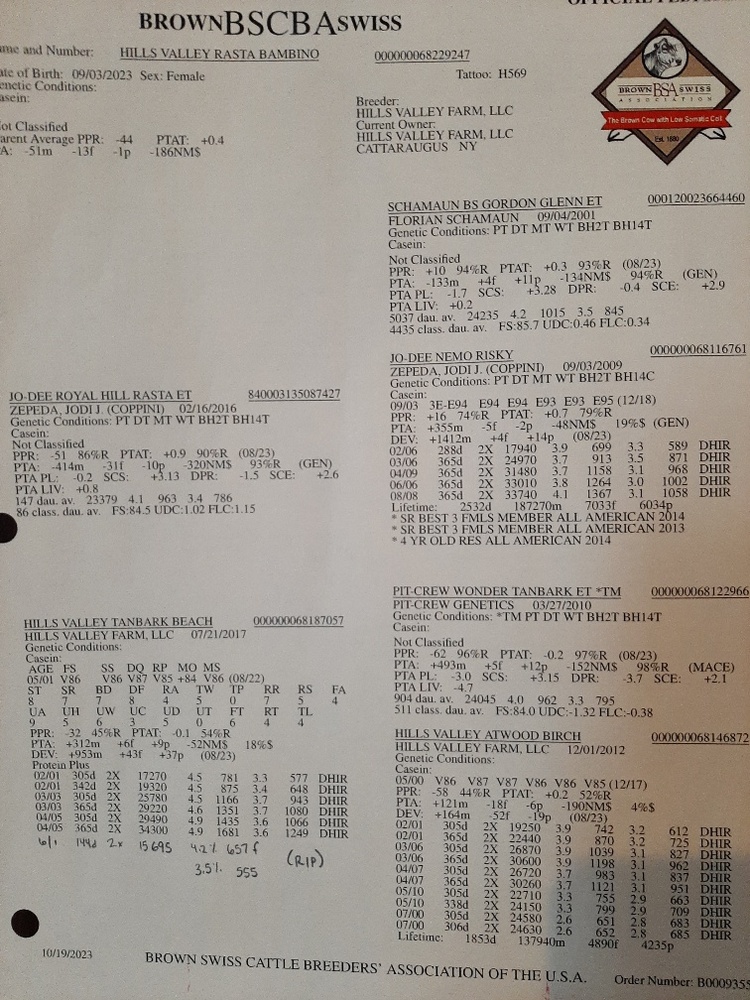 BROWNBSCBASWISS
Name and Number: HILLS VALLEY RASTA BAMBINO 000000068229247
ate of Birth: 09/03/2023 Sex: Female
Tattoo: H569
enetic Conditions:
asein:
ot Classified
arent Average PPR: -44 PTAT: +0.4
A: -51m -13f -1p -186NM$
Breeder:
HILLS VALLEY FARM, LLC
Current Owner:
HILLS VALLEY FARM, LLC
CATTARAUGUS NY
BROWN BSA SWISS
ASSOCIATION
The Brown Cow with Low Somatic Cell
Est. 1880
SCHAMAUN BS GORDON GLENN ET 000120023664460
FLORIAN SCHAMAUN 09/04/2001
Genetic Conditions: PT DT MT WT BH2T BH14T
Casein:
Not Classified
PPR: +10 94%R PTAT: +0.3 93%R (08/23)
PTA: -133m +4f +11p -134NM$ 94%R (GEN)
PTA PL: -1.7 SCS: +3.28 DPR: -0.4 SCE: +2.9
PTA LIV: +0.2
5037 dau. av. 24235 4.2 1015 3.5 845
4435 class. dau. av. FS:85.7 UDC:0.46 FLC:0.34
JO-DEE ROYAL HILL RASTA ET 840003135087427
ZEPEDA, JODI J. (COPPINI) 02/16/2016
Genetic Conditions: PT DT MT WT BH2T BH14T
Casein:
Not Classified
PPR: -51 86%R PTAT: +0.9 90%R (08/23)
PTA: -414m -31f -10p -320NM$ 93%R (GEN)
PTA PL: -0.2 SCS: +3.13 DPR: -1.5 SCE: +2.6
PTA LIV: +0.8
147 dau. av. 23379 4.1 963 3.4 786
86 class. dau. av. FS:84.5 UDC:1.02 FLC:1.15
JO-DEE NEMO RISKY 000000068116761
ZEPEDA, JODI J. (COPPINI) 09/03/2009
Genetic Conditions: PT DT MT WT BH2T BH14C
Casein:
09/03 3E-E94 E94 E94 E93 E93 E95 (12/18)
PPR: +16 74%R PTAT: +0.7 79%R
PTA: +355m -5f -2p -48NM$ 19%$ (GEN)
DEV: +1412m +4f +14p (08/23)
02/06 288d 2X 17940 3.9 699 3.3 589 DHIR
03/06 365d 2X 24970 3.7 913 3.5 871 DHIR
04/09 365d 2X 31480 3.7 1158 3.1 968 DHIR
06/06 365d 2X 33010 3.8 1264 3.0 1002 DHIR
08/08 365d 2X 33740 4.1 1367 3.1 1058 DHIR
Lifetime: 2532d 187270m 7033f 6034p
* SR BEST 3 FMLS MEMBER ALL AMERICAN 2014
* SR BEST 3 FMLS MEMBER ALL AMERICAN 2013
* 4 YR OLD RES ALL AMERICAN 2014
PIT-CREW WONDER TANBARK ET *TM 000000068122966
PIT-CREW GENETICS 03/27/2010
Genetic Conditions: *TM PT DT WT BH2T BH14T
Casein:
Not Classified
PPR: -62 96%R PTAT: -0.2 97%R (08/23)
PTA: +493m +5f +12p -152NM$ 98%R (MACE)
PTA PL: -3.0 SCS: +3.15 DPR: -3.7 SCE: +2.1
PTA LIV -4.7
904 dau. av. 24045 4.0 962 3.3 795
511 class. dau. av. FS:84.0 UDC:-1.32 FLC:-0.38
HILLS VALLEY TANBARK BEACH 000000068187057
HILLS VALLEY FARM, LLC 07/21/2017
Genetic Conditions:
Casein:
AGE FS SS DQ RP MO MS
05/01 V86 V86 V87 V85 +84 V86 (08/22)
ST SR BD DF RA TW TP RR RS FA
8 7 7 8 4 5 0 7 5 4
UA UH UW UC UD UT FT RT TL
9 5 6 3 5 0 6 4 4
PPR: -32 45%R PTAT: -0.1 54%R
PTA: +312m +6f +9p -52NM$ 18%$
DEV: +953m +43f +37p (08/23)
Protein Plus
02/01 305d 2X 17270 4.5 781 3.3 577 DHIR
02/01 342d 2X 19320 4.5 875 3.4 648 DHIR
03/03 305d 2X 25780 4.5 1166 3.7 943 DHIR
03/03 365d 2X 29220 4.6 1351 3.7 1080 DHIR
04/05 305d 2X 29490 4.9 1435 3.6 1066 DHIR
04/05 365d 2X 34300 4.9 1681 3.6 1249 DHIR
6/1 144d 2x 15695 4.2% 657f
3.5% 555 (RIP)
HILLS VALLEY ATWOOD BIRCH 000000068146872
HILLS VALLEY FARM, LLC 12/01/2012
Genetic Conditions:
Casein:
05/00 V86 V87 V87 V86 V86 V85 (12/17)
PPR: -58 44%R PTAT: +0.2 52%R
PTA: +121m -18f -6p -190NM$ 4%$
DEV: +164m -52f -19p (08/23)
02/01 305d 2X 19250 3.9 742 3.2 612 DHIR
02/01 365d 2X 22440 3.9 870 3.2 725 DHIR
03/06 305d 2X 26870 3.9 1039 3.1 827 DHIR
03/06 365d 2X 30600 3.9 1198 3.1 962 DHIR
04/07 305d 2X 26720 3.7 983 3.1 837 DHIR
04/07 365d 2X 30260 3.7 1121 3.1 951 DHIR
05/10 305d 2X 22710 3.3 755 2.9 663 DHIR
05/10 338d 2X 24150 3.3 799 2.9 709 DHIR
07/00 305d 2X 24580 2.6 651 2.8 683 DHIR
07/00 306d 2X 24630 2.6 652 2.8 685 DHIR
Lifetime: 1853d 137940m 4890f 4235p
10/19/2023
BROWN SWISS CATTLE BREEDERS' ASSOCIATION OF THE U.S.A.
Order Number: B0009355